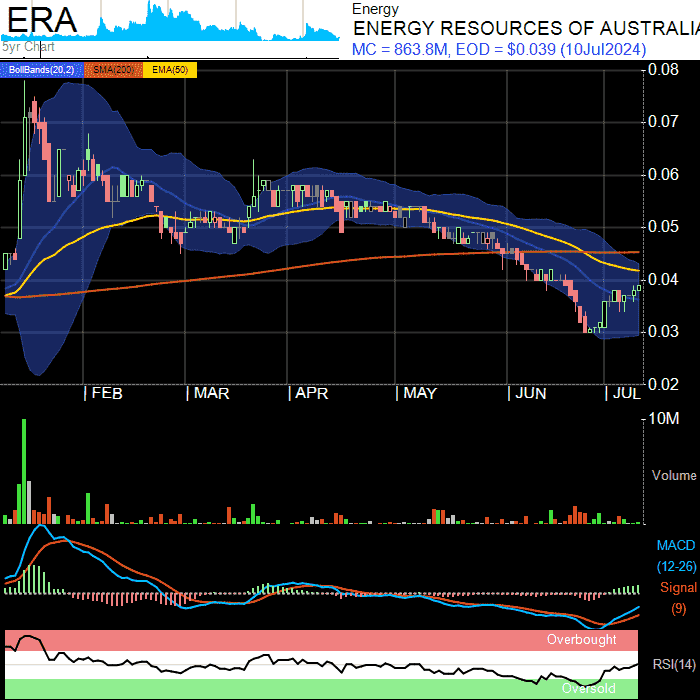 ERA
5yr Chart
Energy
ENERGY RESOURCES OF AUSTRALIA
MC = 863.8M, EOD = $0.039 (10Jul2024)
BollBands(20,2) SMA(200) EMA(50)
0.08
0.07
0.06
0.05
0.04
0.03
0.02
FEB MAR APR MAY JUN JUL
10M
Volume
MACD
(12-26)
Signal
(9)
Overbought
RSI(14)
Oversold